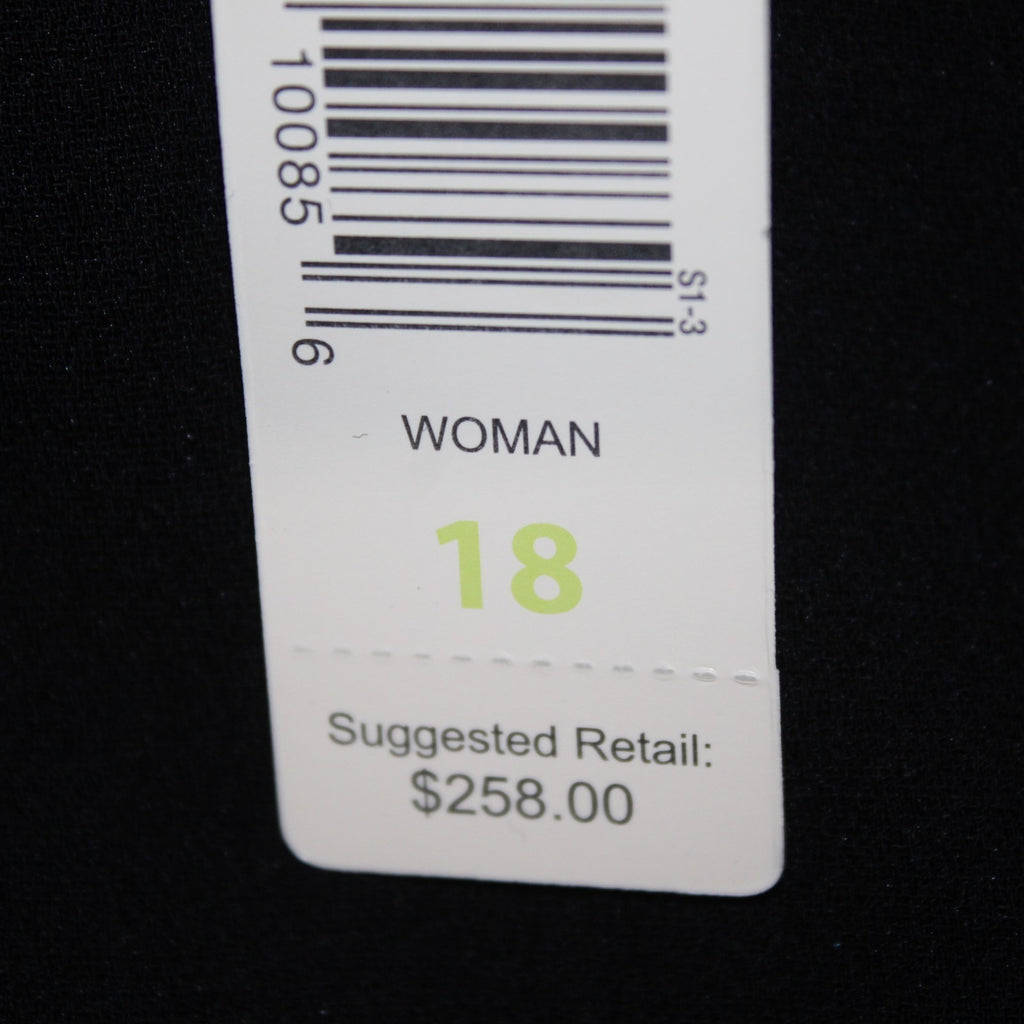 10085
6
S1-3
WOMAN
18
Suggested Retail:
$258.00